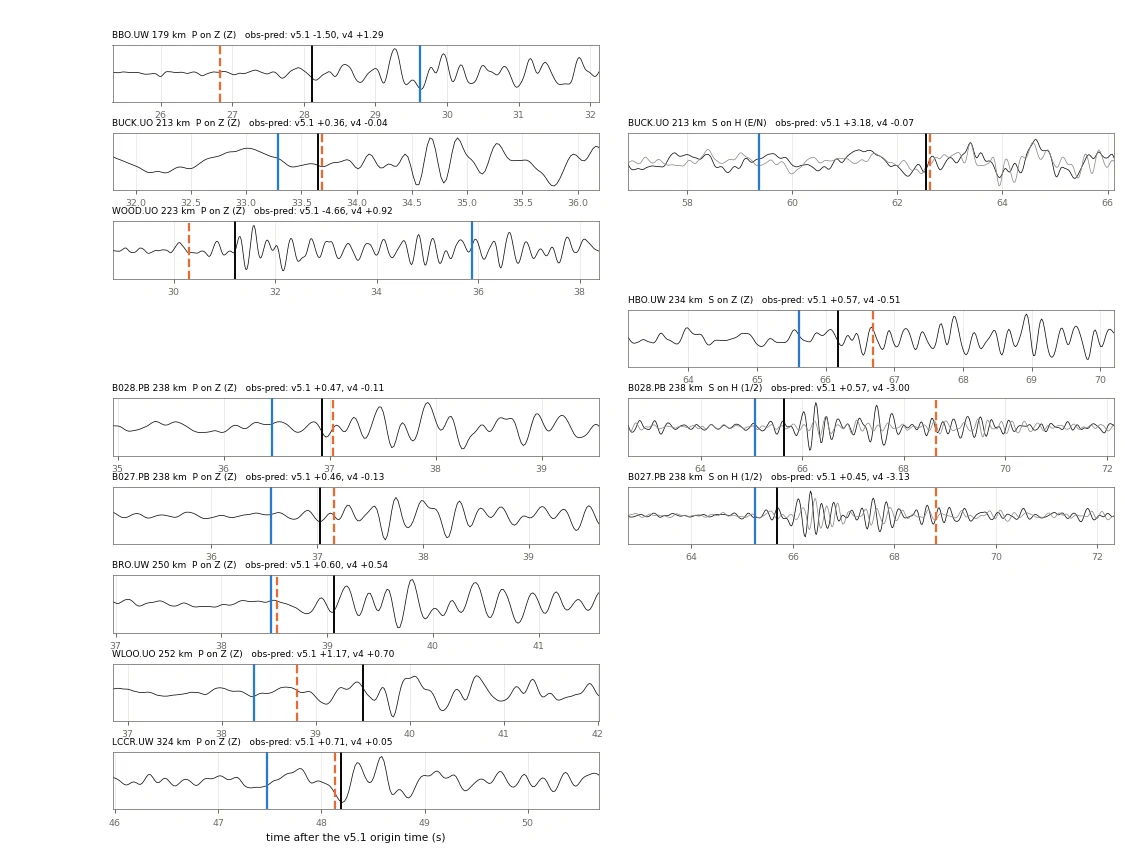 BBO.UW 179 km P on Z (Z) obs-pred: v5.1 -1.50, v4 +1.29
26 27 28 29 30 31 32
BUCK.UO 213 km P on Z (Z) obs-pred: v5.1 +0.36, v4 -0.04
32.0 32.5 33.0 33.5 34.0 34.5 35.0 35.5 36.0
BUCK.UO 213 km S on H (E/N) obs-pred: v5.1 +3.18, v4 -0.07
58 60 62 64 66
WOOD.UO 223 km P on Z (Z) obs-pred: v5.1 -4.66, v4 +0.92
30 32 34 36 38
HBO.UW 234 km S on Z (Z) obs-pred: v5.1 +0.57, v4 -0.51
64 65 66 67 68 69 70
B028.PB 238 km P on Z (Z) obs-pred: v5.1 +0.47, v4 -0.11
35 36 37 38 39
B028.PB 238 km S on H (1/2) obs-pred: v5.1 +0.57, v4 -3.00
64 66 68 70 72
B027.PB 238 km P on Z (Z) obs-pred: v5.1 +0.46, v4 -0.13
36 37 38 39
B027.PB 238 km S on H (1/2) obs-pred: v5.1 +0.45, v4 -3.13
64 66 68 70 72
BRO.UW 250 km P on Z (Z) obs-pred: v5.1 +0.60, v4 +0.54
37 38 39 40 41
WLOO.UO 252 km P on Z (Z) obs-pred: v5.1 +1.17, v4 +0.70
37 38 39 40 41 42
LCCR.UW 324 km P on Z (Z) obs-pred: v5.1 +0.71, v4 +0.05
46 47 48 49 50
time after the v5.1 origin time (s)